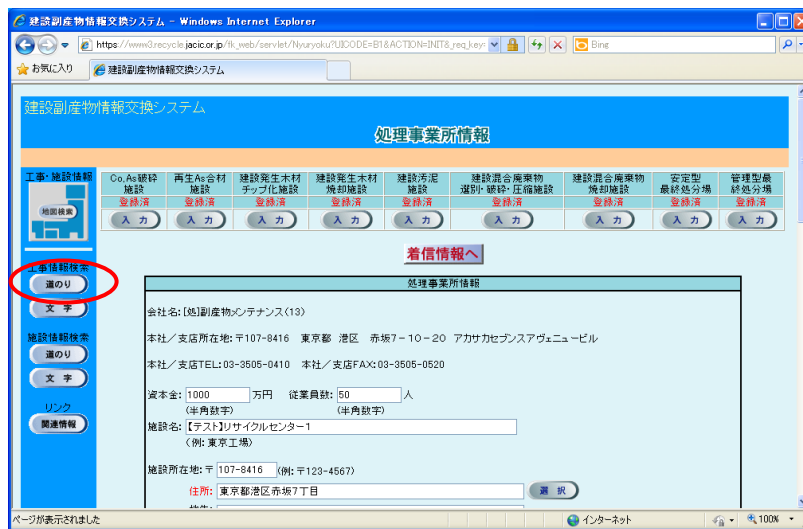 建設副産物情報交換システム - Windows Internet Explorer
https://www3.recycle.jacic.or.jp/fk_web/servlet/Nyuryoku?UICODE=B1&ACTION=INIT&_req_key=
Bing
お気に入り
建設副産物情報交換システム
建設副産物情報交換システム
処理事業所情報
工事・施設情報
地図検索
Co.As破砕施設
再生As合材施設
建設発生木材チップ化施設
建設発生木材焼却施設
建設汚泥施設
建設混合廃棄物選別・破砕・圧縮施設
建設混合廃棄物焼却施設
安定型最終処分場
管理型最終処分場
登録済 登録済 登録済 登録済 登録済 登録済 登録済 登録済 登録済
入 力 入 力 入 力 入 力 入 力 入 力 入 力 入 力 入 力
着信情報へ
工事情報検索
道のり
文 字
施設情報検索
道のり
文 字
リンク
関連情報
処理事業所情報
会社名:[処]副産物メンテナンス(13)
本社/支店所在地:〒107-8416 東京都 港区 赤坂7-10-20 アカサカセブンスアヴェニュービル
本社/支店TEL:03-3505-0410 本社/支店FAX:03-3505-0520
資本金: 1000 万円 従業員数: 50 人
(半角数字) (半角数字)
施設名: 【テスト】リサイクルセンター1
(例: 東京工場)
施設所在地: 〒 107-8416 (例: 〒123-4567)
住所: 東京都港区赤坂7丁目 選 択
ページが表示されました
インターネット
100%